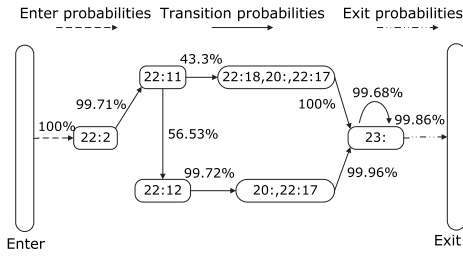 Enter probabilities Transition probabilities Exit probabilities
43.3%
22:11 22:18,20:,22:17
99.71% 100% 99.68%
100% 99.86%
22:2 56.53% 23:
99.72% 99.96%
22:12 20:,22:17
Enter Exit